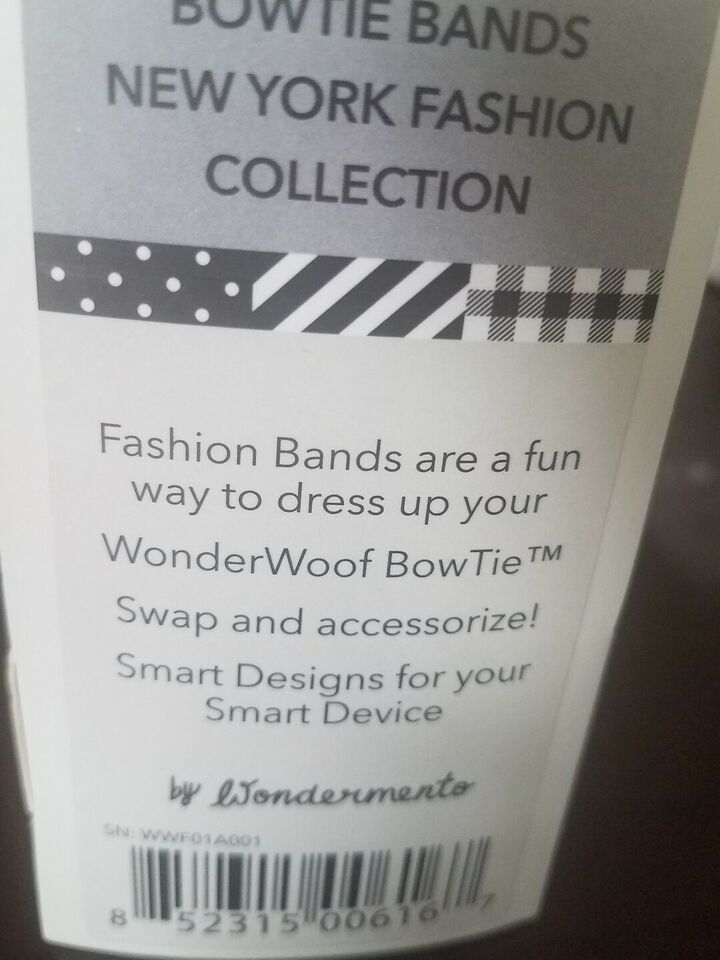 BOWTIE BANDS
NEW YORK FASHION
COLLECTION
Fashion Bands are a fun
way to dress up your
WonderWoof BowTie™
Swap and accessorize!
Smart Designs for your
Smart Device
by Wondermento
SN: WWF01A001
8 52315 00616 7